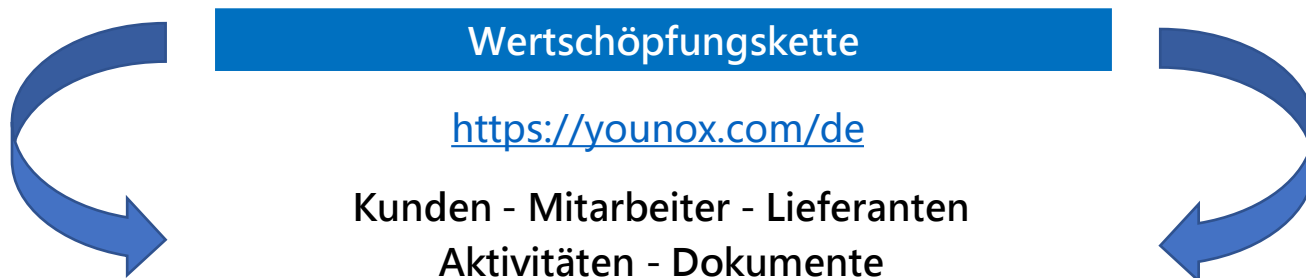 Wertschöpfungskette
https://younox.com/de
Kunden - Mitarbeiter - Lieferanten
Aktivitäten - Dokumente